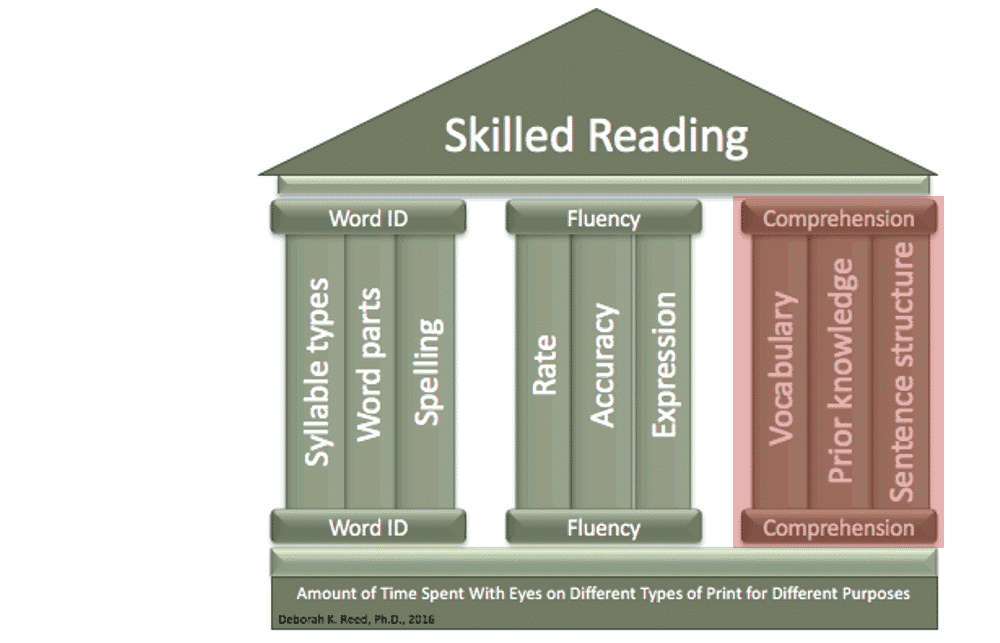 Skilled Reading
Word ID
Fluency
Comprehension
Syllable types
Word parts
Spelling
Rate
Accuracy
Expression
Vocabulary
Prior knowledge
Sentence structure
Word ID
Fluency
Comprehension
Amount of Time Spent With Eyes on Different Types of Print for Different Purposes
Deborah K. Reed, Ph.D., 2016